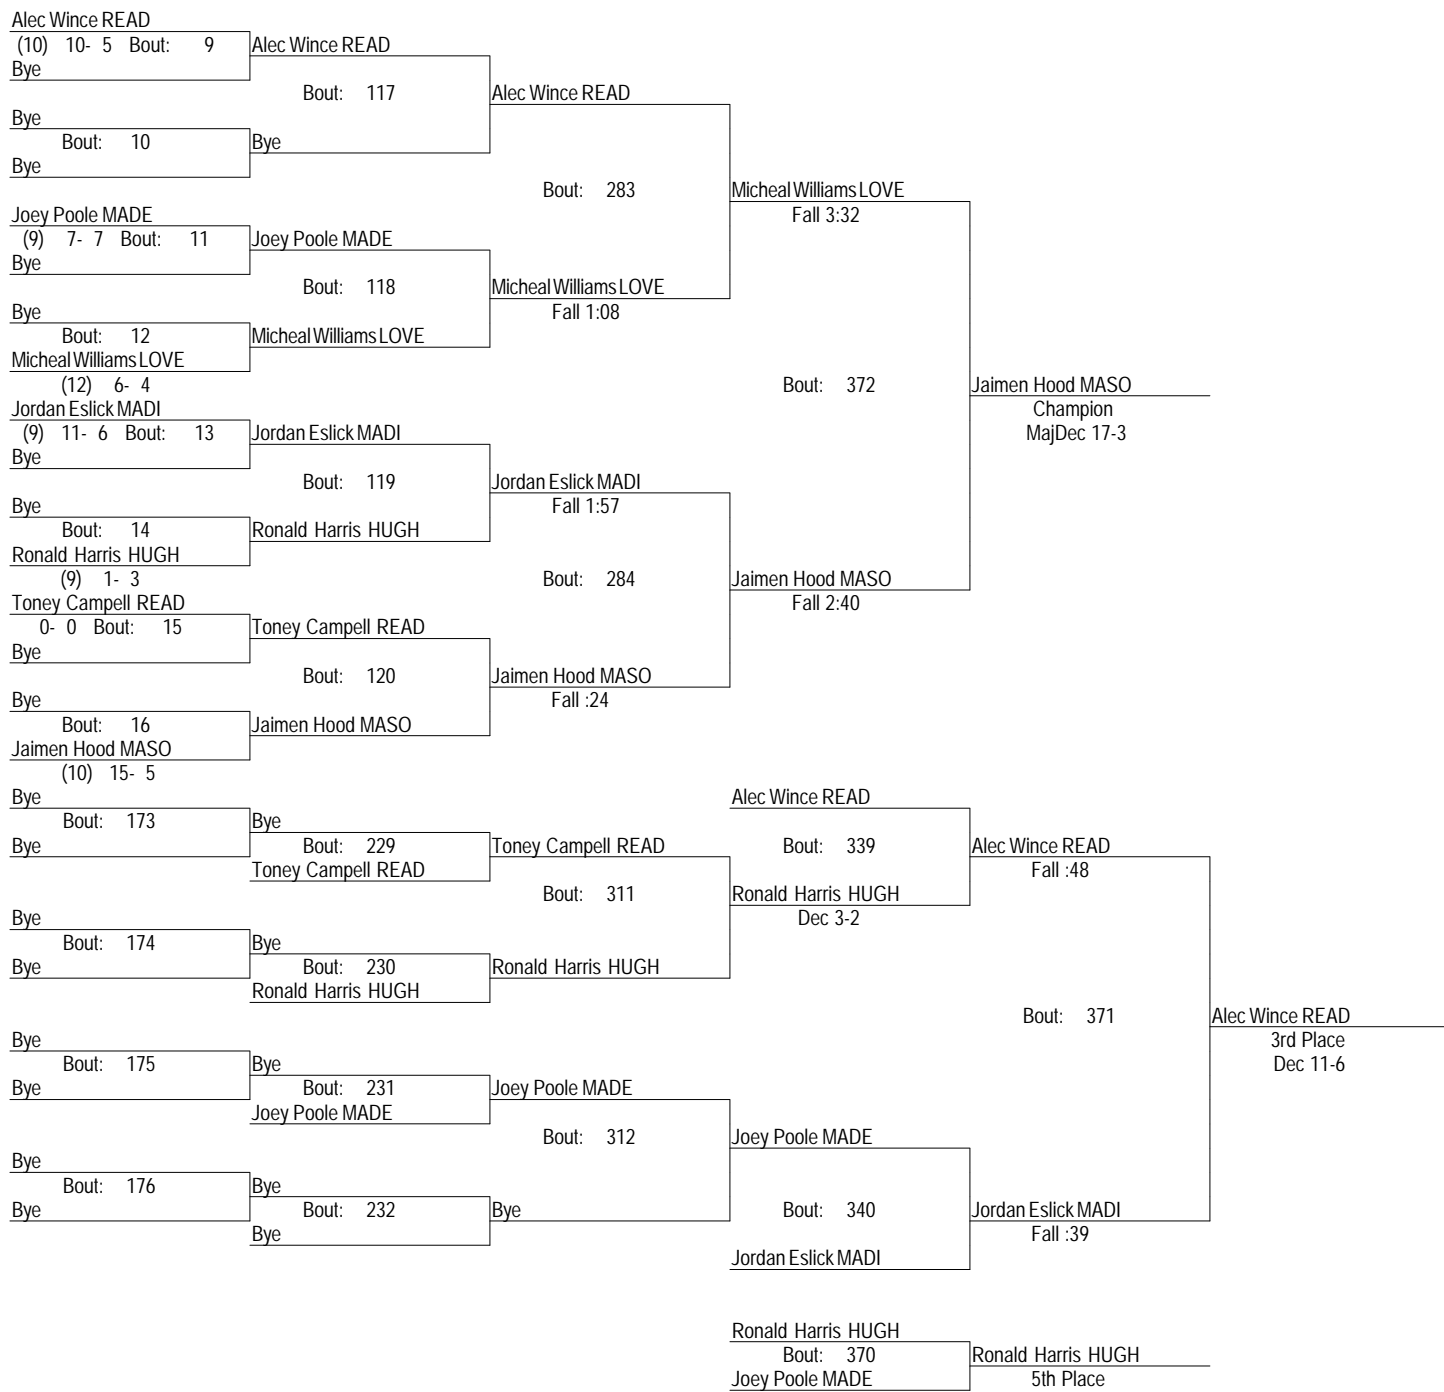 Alec Wince READ
(10) 10- 5 Bout: 9 Alec Wince READ
Bye
Bout: 117 Alec Wince READ
Bye
Bout: 10 Bye
Bye
Bout: 283 Micheal Williams LOVE
Joey Poole MADE Fall 3:32
(9) 7- 7 Bout: 11 Joey Poole MADE
Bye
Bout: 118 Micheal Williams LOVE
Bye Fall 1:08
Bout: 12 Micheal Williams LOVE
Micheal Williams LOVE
(12) 6- 4 Bout: 372 Jaimen Hood MASO
Jordan Eslick MADI Champion
(9) 11- 6 Bout: 13 Jordan Eslick MADI MajDec 17-3
Bye
Bout: 119 Jordan Eslick MADI
Bye Fall 1:57
Bout: 14 Ronald Harris HUGH
Ronald Harris HUGH
(9) 1- 3 Bout: 284 Jaimen Hood MASO
Toney Campell READ Fall 2:40
0- 0 Bout: 15 Toney Campell READ
Bye
Bout: 120 Jaimen Hood MASO
Bye Fall :24
Bout: 16 Jaimen Hood MASO
Jaimen Hood MASO
(10) 15- 5
Bye Alec Wince READ
Bout: 173 Bye
Bye Bout: 229 Toney Campell READ Bout: 339 Alec Wince READ
Toney Campell READ Fall :48
Bout: 311 Ronald Harris HUGH
Bye Dec 3-2
Bout: 174 Bye
Bye Bout: 230 Ronald Harris HUGH
Ronald Harris HUGH
Bout: 371 Alec Wince READ
Bye 3rd Place
Bout: 175 Bye Dec 11-6
Bye Bout: 231 Joey Poole MADE
Joey Poole MADE
Bout: 312 Joey Poole MADE
Bye
Bout: 176 Bye
Bye Bout: 232 Bye Bout: 340 Jordan Eslick MADI
Bye Fall :39
Jordan Eslick MADI
Ronald Harris HUGH
Bout: 370 Ronald Harris HUGH
Joey Poole MADE 5th Place